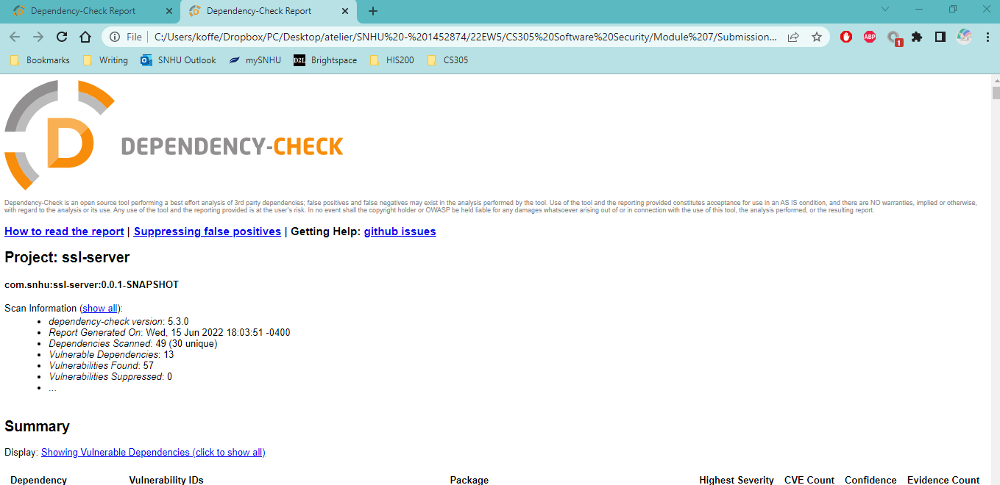 Dependency-Check Report
Dependency-Check Report
File
C:/Users/koffe/Dropbox/PC/Desktop/atelier/SNHU%20-%201452874/22EW5/CS305%20Software%20Security/Module%207/Submission...
ABP
1
Bookmarks Writing SNHU Outlook mySNHU D2L Brightspace HIS200 CS305
D
DEPENDENCY-CHECK
Dependency-Check is an open source tool performing a best effort analysis of 3rd party dependencies; false positives and false negatives may exist in the analysis performed by the tool. Use of the tool and the reporting provided constitutes acceptance for use in an AS IS condition, and there are NO warranties, implied or otherwise,
with regard to the analysis or its use. Any use of the tool and the reporting provided is at the user's risk. In no event shall the copyright holder or OWASP be held liable for any damages whatsoever arising out of or in connection with the use of this tool, the analysis performed, or the resulting report.
How to read the report | Suppressing false positives | Getting Help: github issues
Project: ssl-server
com.snhu:ssl-server:0.0.1-SNAPSHOT
Scan Information (show all):
dependency-check version: 5.3.0
Report Generated On: Wed, 15 Jun 2022 18:03:51 -0400
Dependencies Scanned: 49 (30 unique)
Vulnerable Dependencies: 13
Vulnerabilities Found: 57
Vulnerabilities Suppressed: 0
...
Summary
Display: Showing Vulnerable Dependencies (click to show all)
Dependency Vulnerability IDs Package Highest Severity CVE Count Confidence Evidence Count